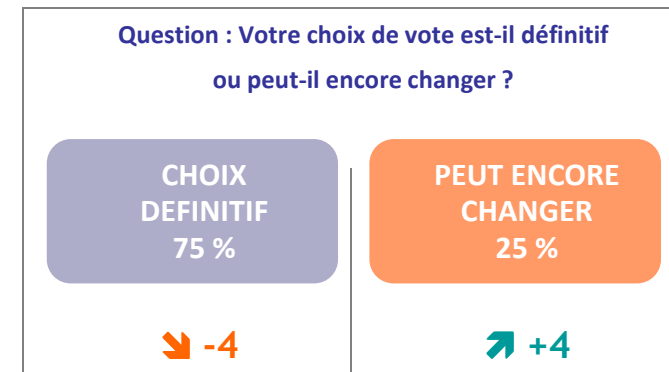 Question : Votre choix de vote est-il définitif
ou peut-il encore changer ?
CHOIX
DEFINITIF
75 %
PEUT ENCORE
CHANGER
25 %
-4
+4